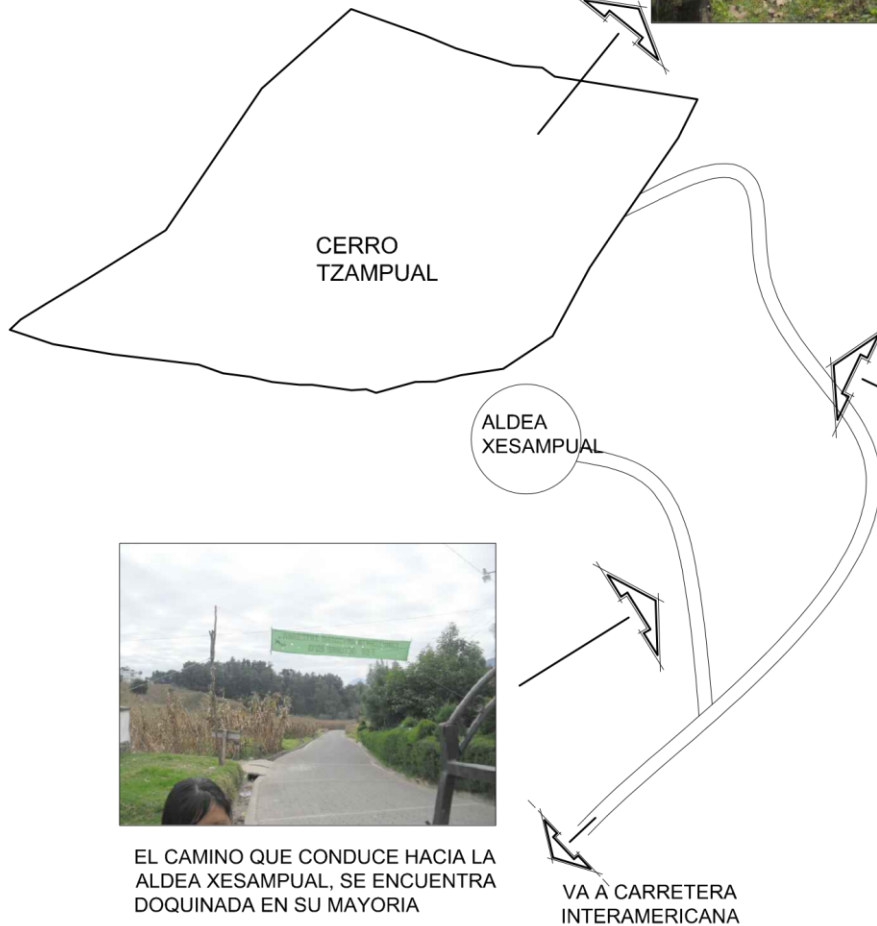 CERRO
TZAMPUAL
ALDEA
XESAMPUAL
EL CAMINO QUE CONDUCE HACIA LA
ALDEA XESAMPUAL, SE ENCUENTRA
DOQUINADA EN SU MAYORIA
VA A CARRETERA
INTERAMERICANA